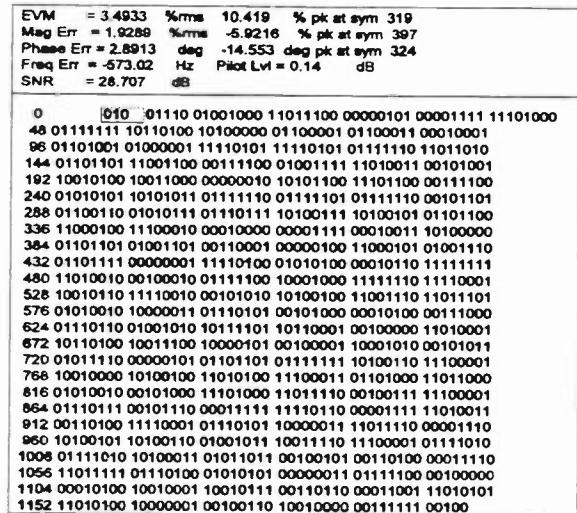 EVM = 3.4933 %rms 10.419 % pk at sym 319
Mag Err = 1.9289 %rms -5.9216 % pk at sym 397
Phase Err = 2.8913 deg -14.553 deg pk at sym 324
Freq Err = -573.02 Hz Pilot Lvl = 0.14 dB
SNR = 28.707 dB
0 010 01110 01001000 11011100 00000101 00001111 11101000
48 01111111 10110100 10100000 01100001 01100011 00010001
96 01101001 01000001 11110101 11110101 01111110 11011010
144 01101101 11001100 00111100 01001111 11010011 00101001
192 10010100 10011000 00000010 10101100 11101100 00111100
240 01010101 10101011 01111110 01111101 01111110 00101101
288 01100110 01010111 01110111 10100111 10100101 01101100
336 11000100 11100010 00010000 00001111 00010011 10100000
384 01101101 01001101 00110001 00000100 11000101 01001110
432 01101111 00000001 11110100 01010100 00010110 11111111
480 11010010 00100010 01111100 10001000 11111110 11110001
528 10010110 11110010 00101010 10100100 11001110 11011101
576 01010010 10000011 01110101 00101000 00010100 00111000
624 01110110 01001010 10111101 10110001 00100000 11010001
672 10110100 10011100 10000101 00100001 10001010 00101011
720 01011110 00000101 01101101 01111111 10100110 11100001
768 10010000 10100100 11010100 11100011 01101000 11011000
816 01010010 00101000 11101000 11011110 00100111 11100001
864 01110111 00101110 00011111 11110110 00001111 11010011
912 00110100 11110001 01110101 10000011 11011110 00001110
960 10100101 10100110 01001011 10011110 11100001 01111010
1008 01111010 10100011 01011011 00100101 00110100 00011110
1056 11011111 01110100 01010101 00000011 01111100 00100000
1104 00010100 10010001 10010111 00110110 00011001 11010101
1152 11010100 10000001 00100110 10010000 00111111 00100